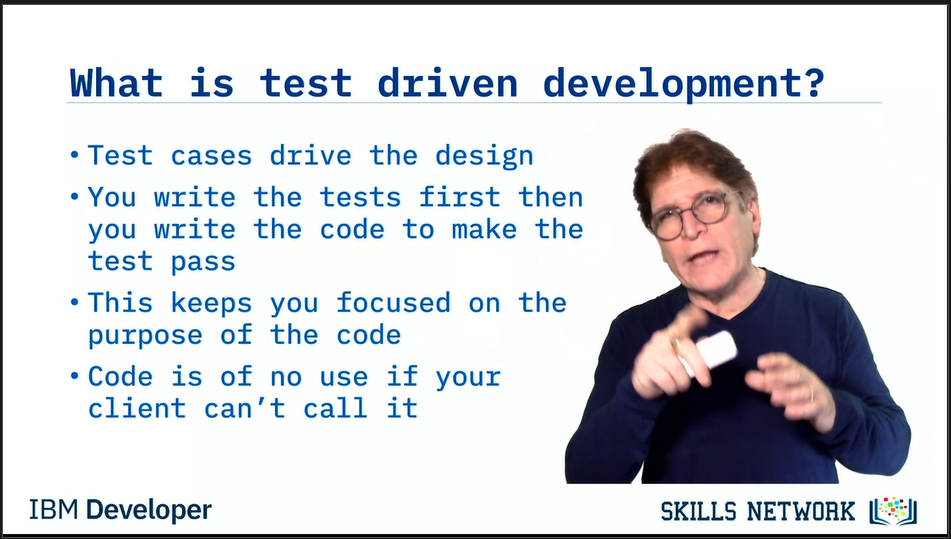 What is test driven development?
• Test cases drive the design
• You write the tests first then
you write the code to make the
test pass
• This keeps you focused on the
purpose of the code
• Code is of no use if your
client can’t call it
IBM Developer
SKILLS NETWORK